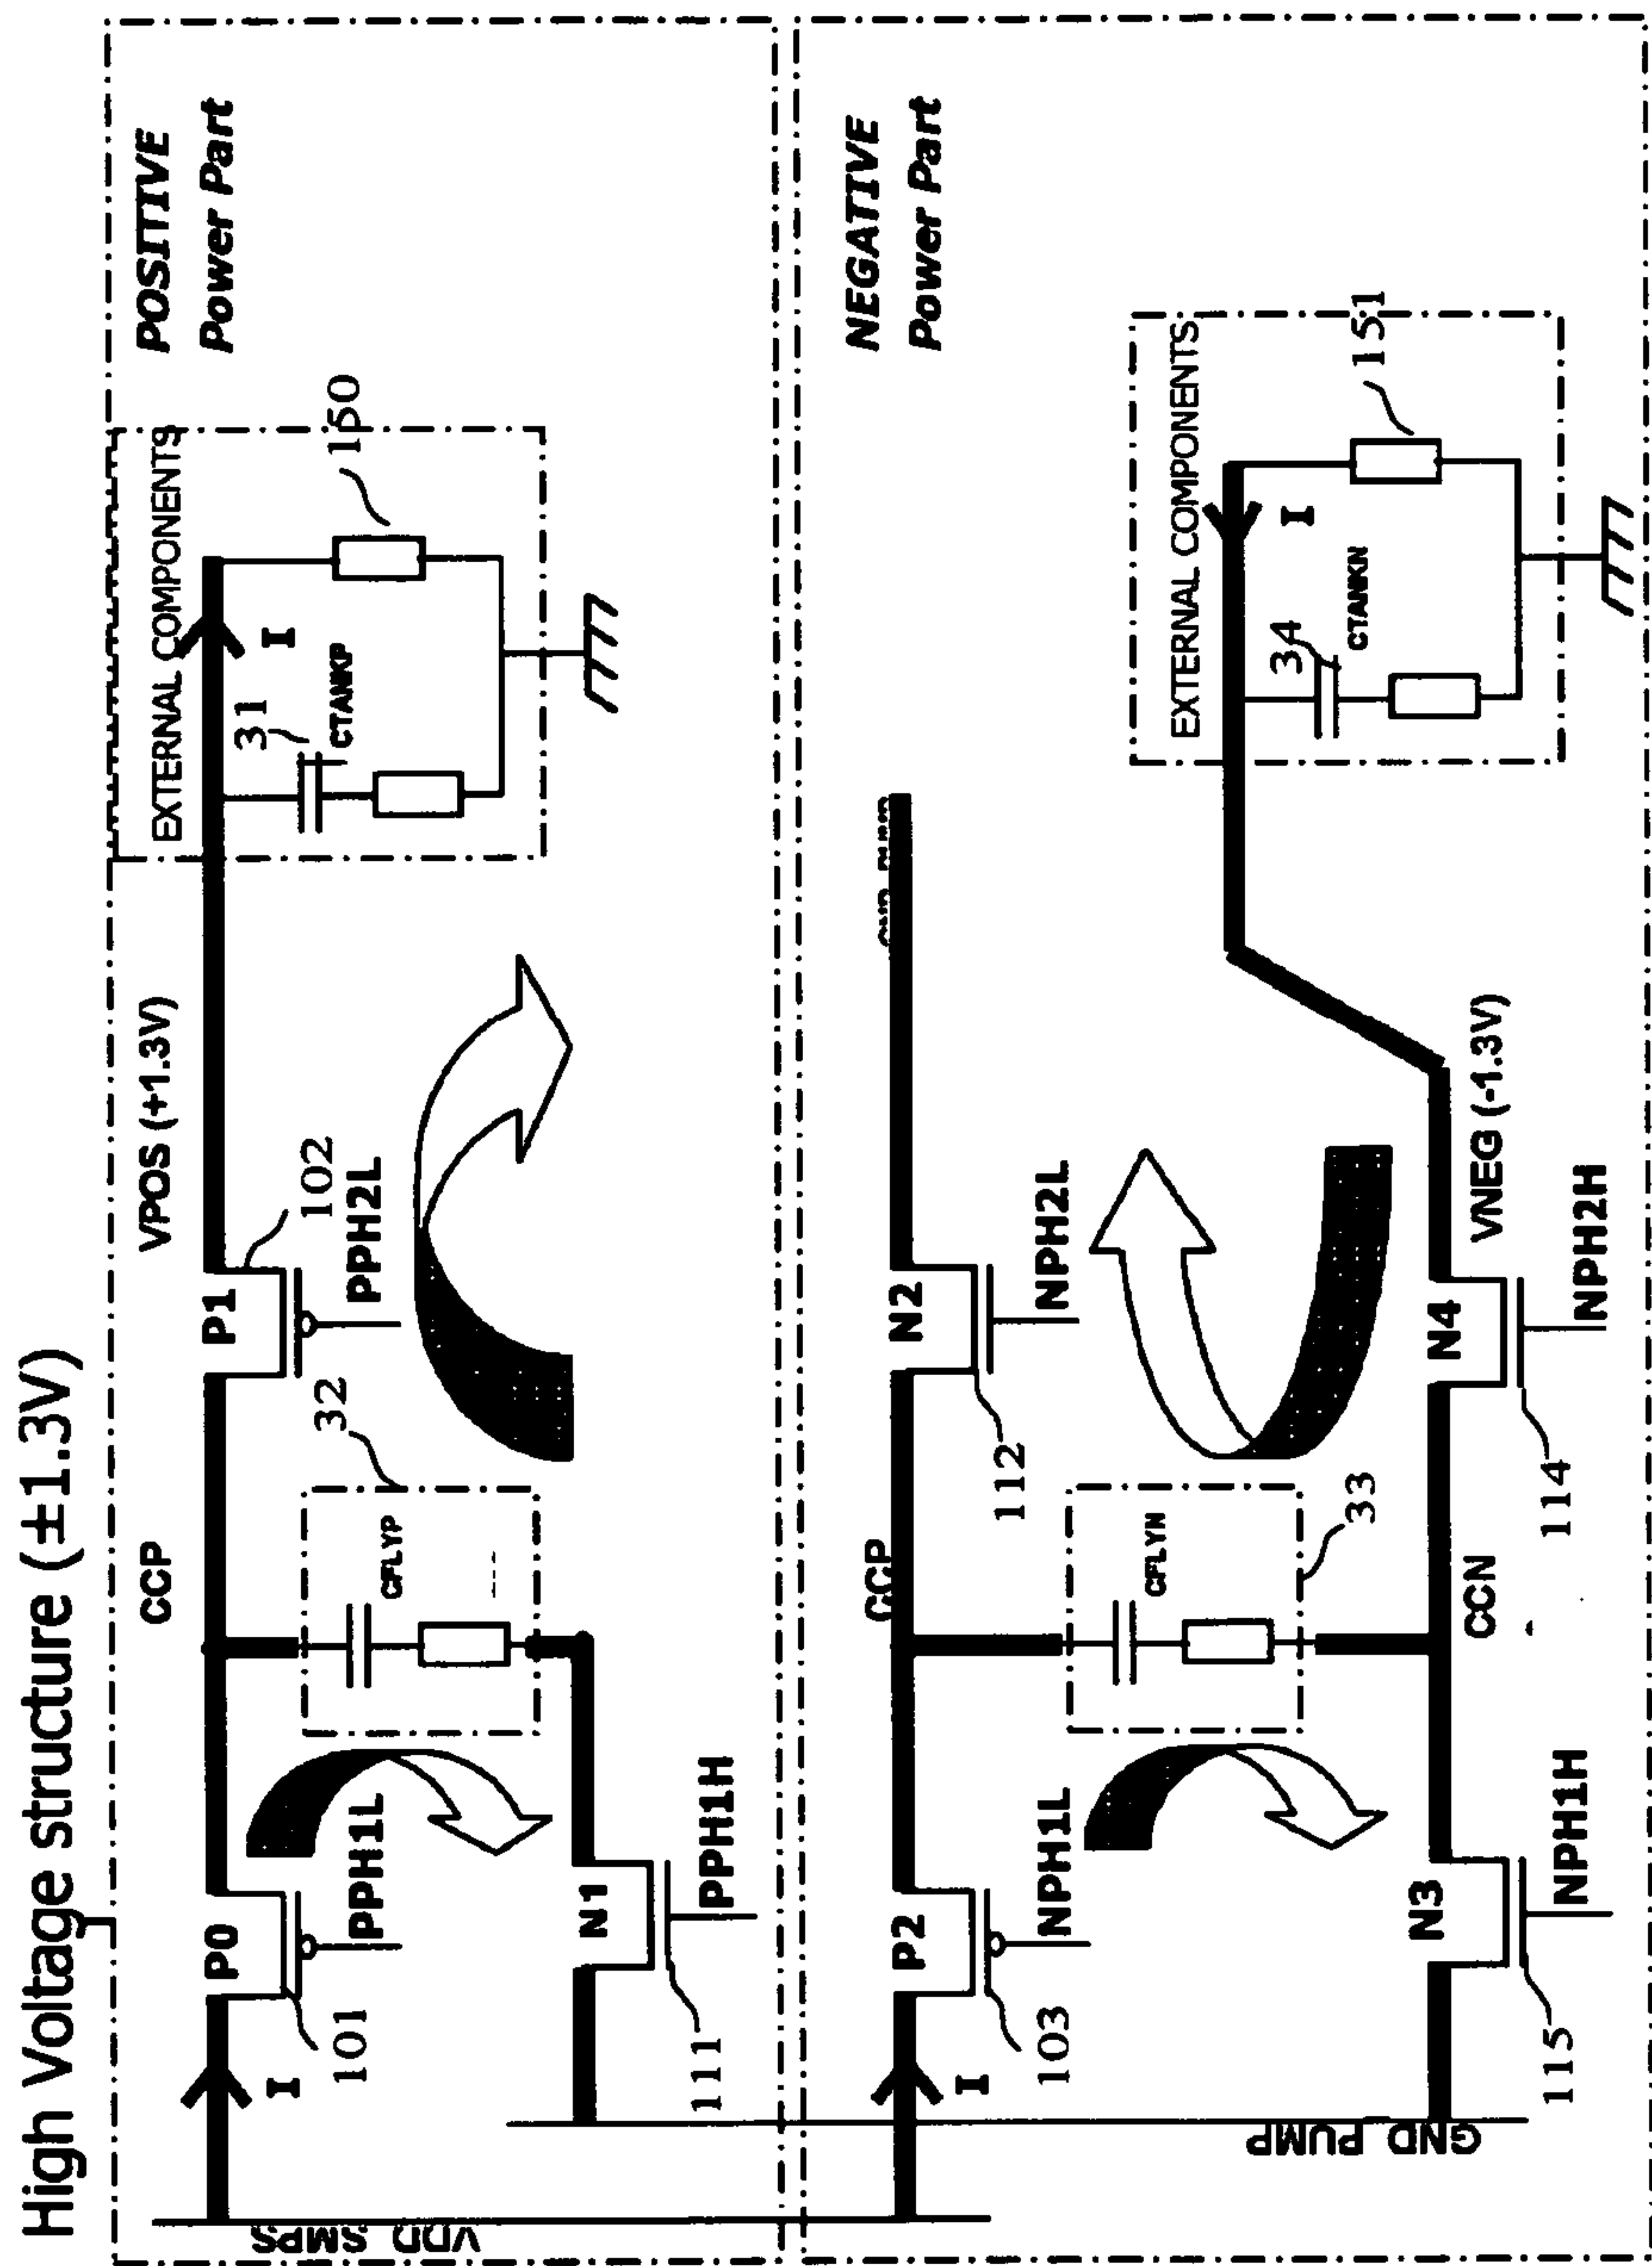 High Voltage structure (±1.3V)
POSITIVE
Power Part
EXTERNAL COMPONENTS
VPOS (+1.3V)
CCP
P0
P1
I
I
101
102
PPH1L
PPH2L
31
CTANKP
150
32
CFLYP
N1
111
PPH1H
VDD SMPS
NEGATIVE
Power Part
CCP
P2
N2
I
103
112
NPH1L
NPH2L
CFLYN
33
EXTERNAL COMPONENTS
I
34
CTANKN
151
N3
N4
CCN
VNEG (-1.3V)
115
114
NPH1H
NPH2H
GND PUMP